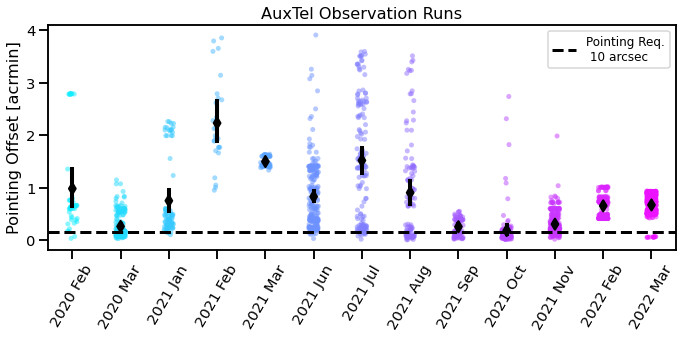 AuxTel Observation Runs
Pointing Offset [acrmin]
4
3
2
1
0
Pointing Req.
10 arcsec
2020 Feb
2020 Mar
2021 Jan
2021 Feb
2021 Mar
2021 Jun
2021 Jul
2021 Aug
2021 Sep
2021 Oct
2021 Nov
2022 Feb
2022 Mar